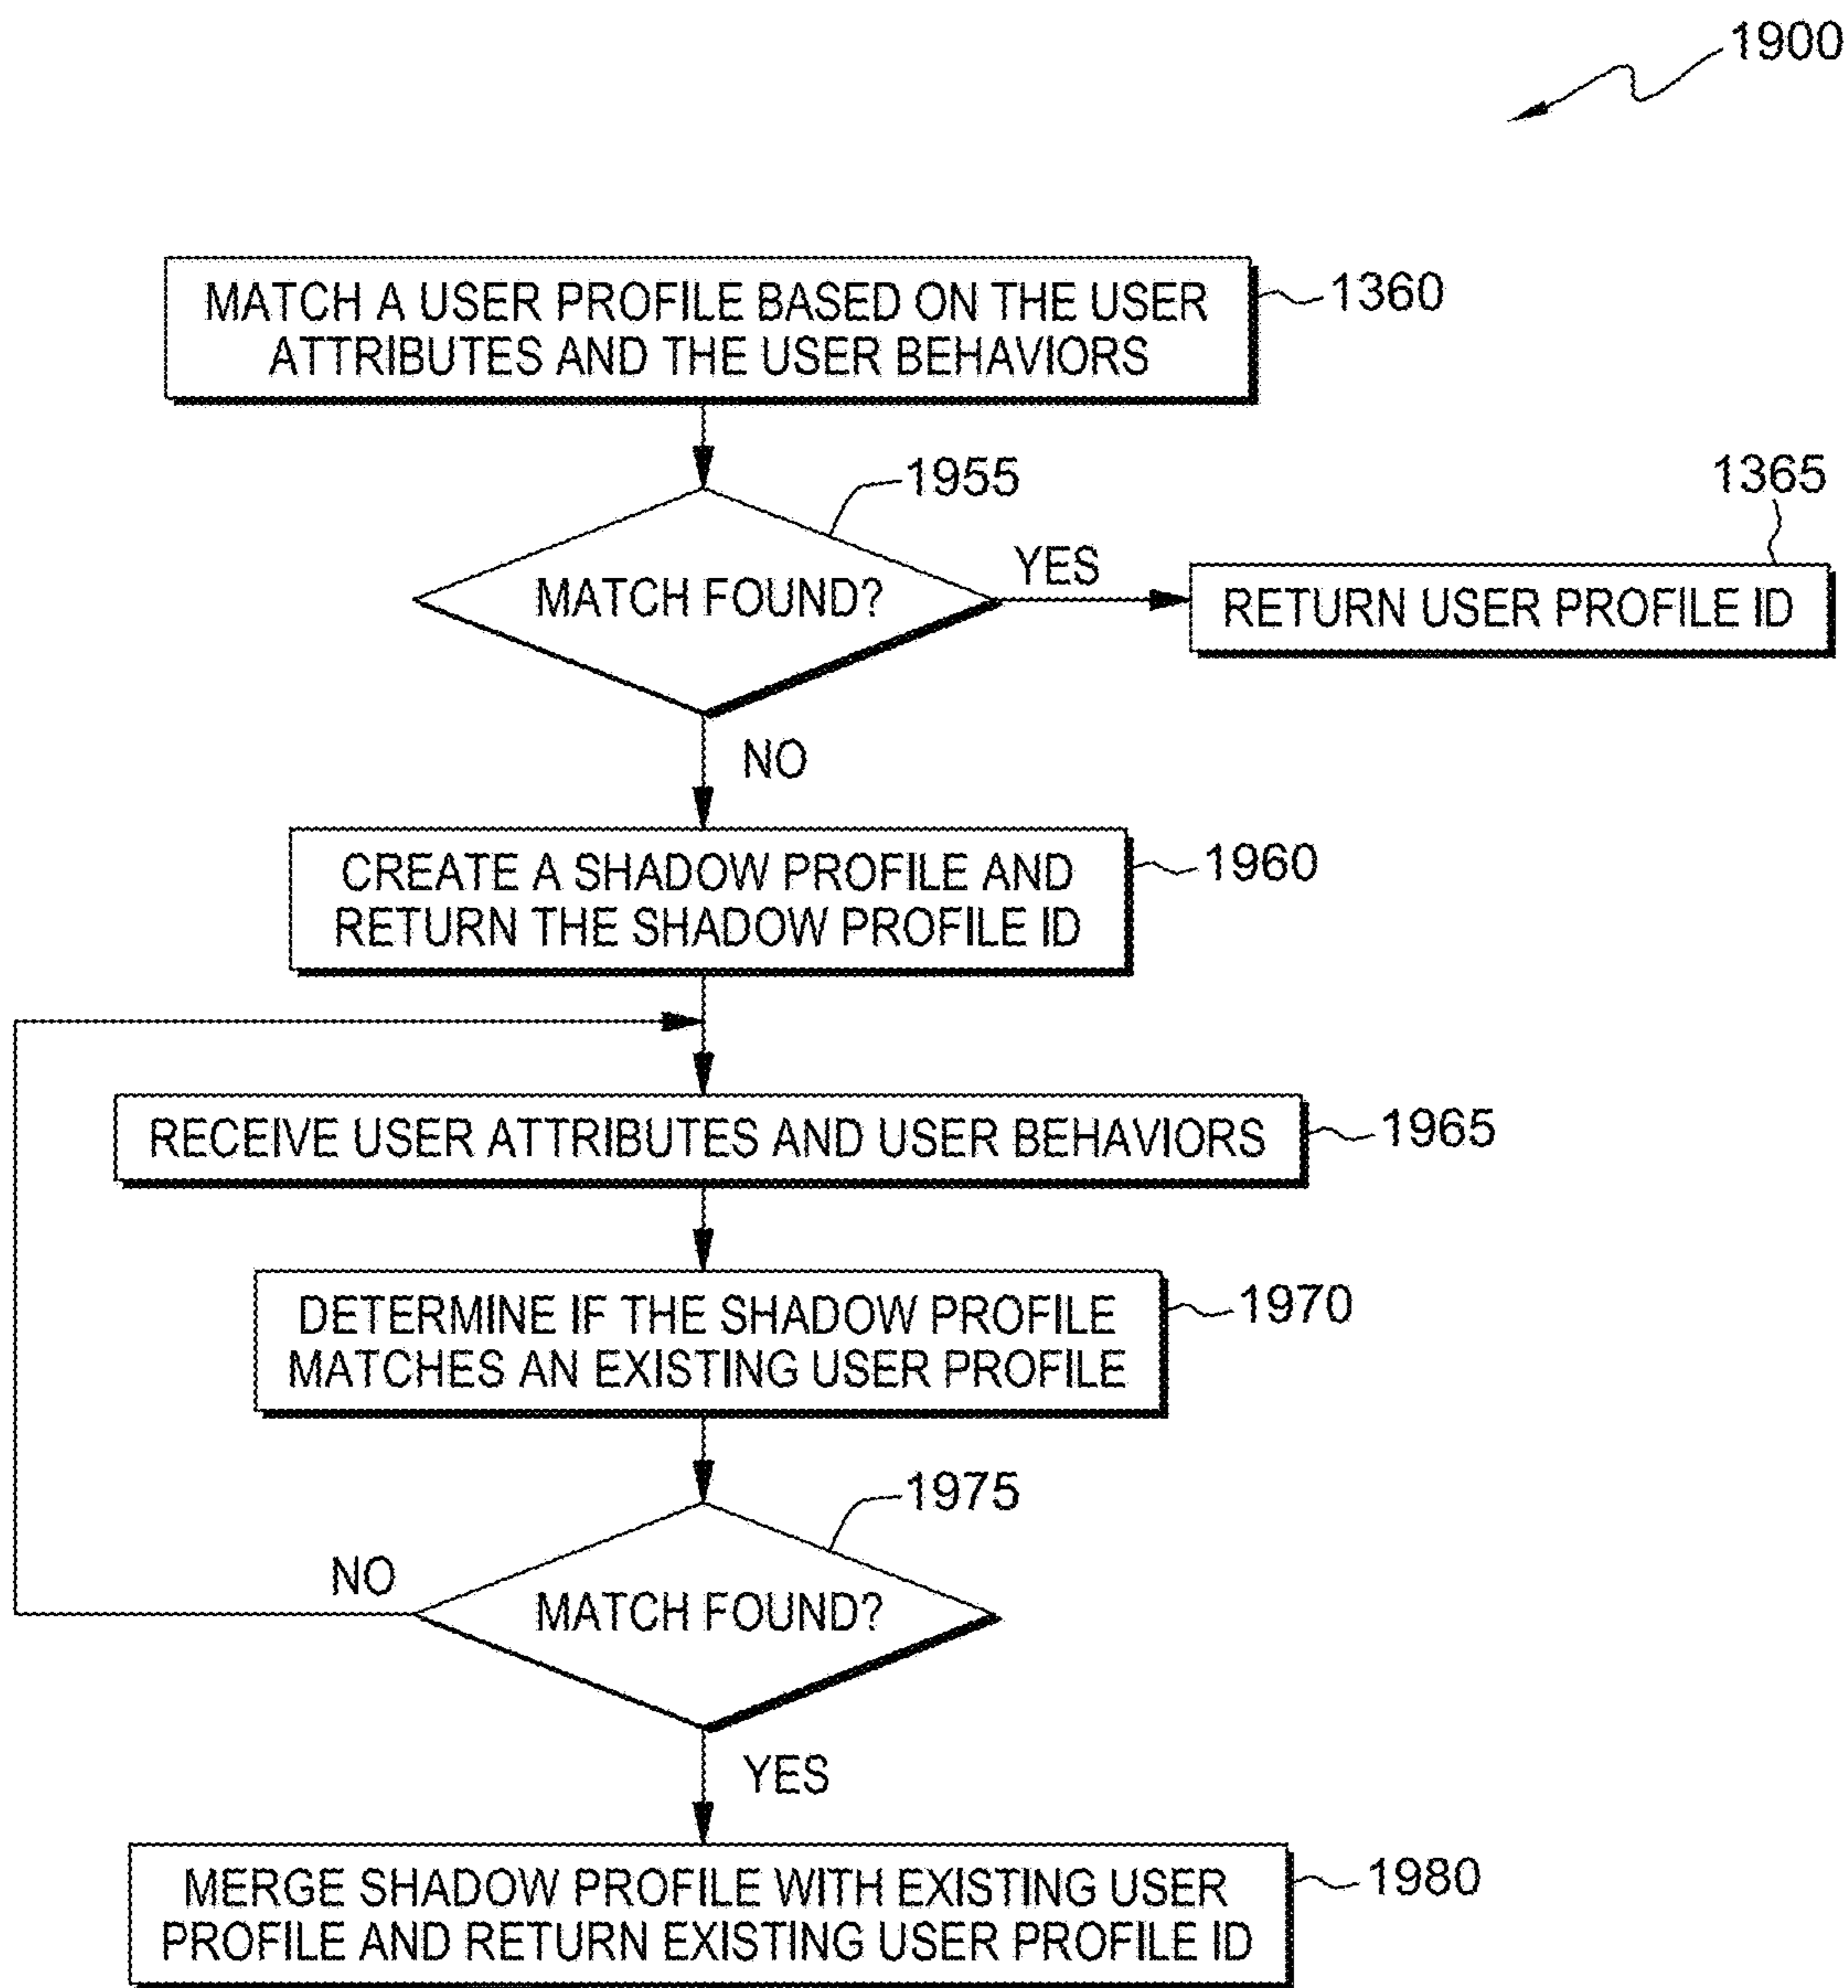 1900
MATCH A USER PROFILE BASED ON THE USER
ATTRIBUTES AND THE USER BEHAVIORS
1360
1955
MATCH FOUND?
YES
1365
RETURN USER PROFILE ID
NO
CREATE A SHADOW PROFILE AND
RETURN THE SHADOW PROFILE ID
1960
RECEIVE USER ATTRIBUTES AND USER BEHAVIORS
1965
DETERMINE IF THE SHADOW PROFILE
MATCHES AN EXISTING USER PROFILE
1970
1975
NO
MATCH FOUND?
YES
MERGE SHADOW PROFILE WITH EXISTING USER
PROFILE AND RETURN EXISTING USER PROFILE ID
1980